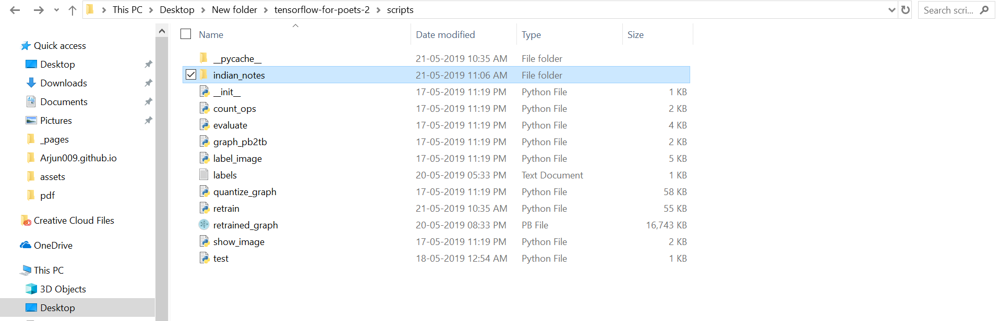 This PC > Desktop > New folder > tensorflow-for-poets-2 > scripts
Search scri...
Name Date modified Type Size
Quick access
Desktop
Downloads
Documents
Pictures
_pages
Arjun009.github.io
assets
pdf
Creative Cloud Files
OneDrive
This PC
3D Objects
Desktop
__pycache__ 21-05-2019 10:35 AM File folder
indian_notes 21-05-2019 11:06 AM File folder
__init__ 17-05-2019 11:19 PM Python File 1 KB
count_ops 17-05-2019 11:19 PM Python File 2 KB
evaluate 17-05-2019 11:19 PM Python File 4 KB
graph_pb2tb 17-05-2019 11:19 PM Python File 2 KB
label_image 17-05-2019 11:19 PM Python File 5 KB
labels 20-05-2019 05:33 PM Text Document 1 KB
quantize_graph 17-05-2019 11:19 PM Python File 58 KB
retrain 21-05-2019 10:35 AM Python File 55 KB
retrained_graph 20-05-2019 08:33 PM PB File 16,743 KB
show_image 17-05-2019 11:19 PM Python File 2 KB
test 18-05-2019 12:54 AM Python File 1 KB